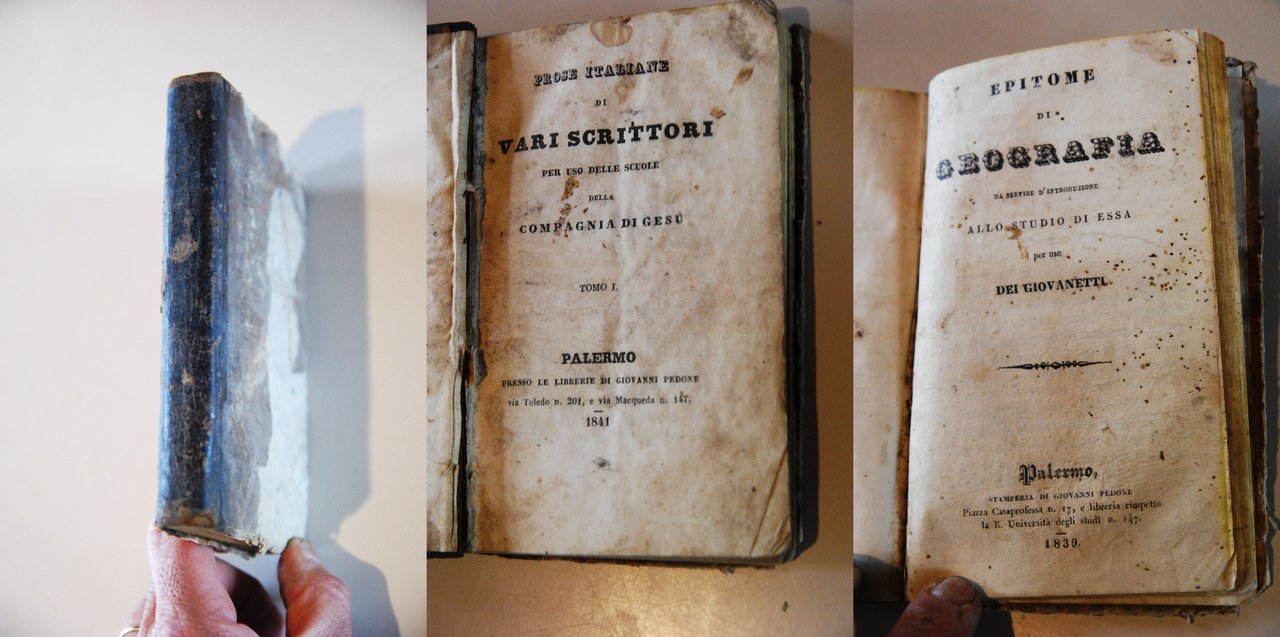 PROSE ITALIANE
DI
VARI SCRITTORI
PER USO DELLE SCUOLE
DELLA
COMPAGNIA DI GESÙ
TOMO I.
PALERMO
PRESSO LE LIBRERIE DI GIOVANNI PEDONE
via Toledo n. 201, e via Macqueda n. 147.
1841
EPITOME
DI
GEOGRAFIA
DA SERVIRE D'INTRODUZIONE
ALLO STUDIO DI ESSA
per uso
DEI GIOVANETTI
Palermo,
STAMPERIA DI GIOVANNI PEDONE
Piazza Casaprofessa n. 17, e libreria rimpetto
la R. Università degli studî n. 147.
1839.